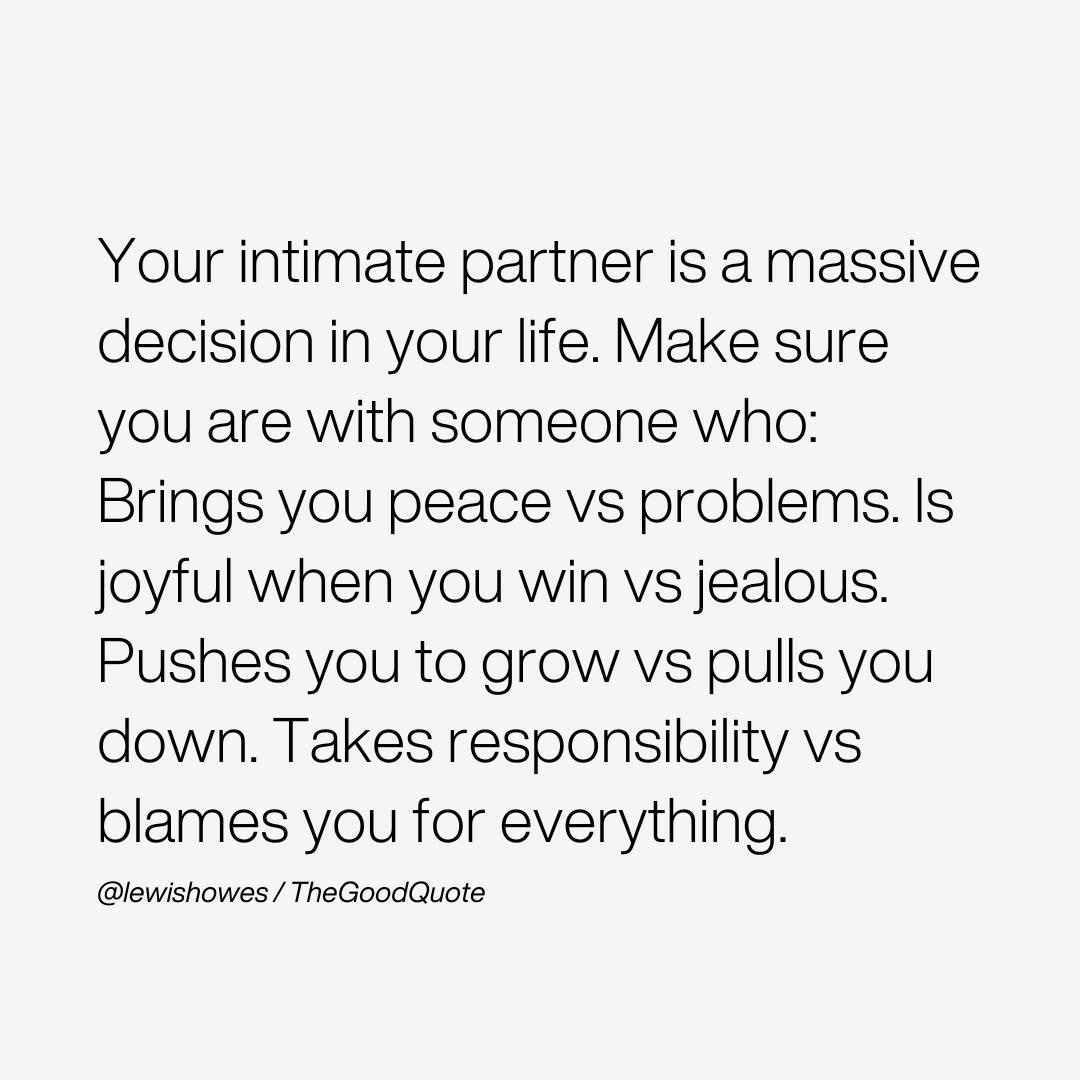 Your intimate partner is a massive
decision in your life. Make sure
you are with someone who:
Brings you peace vs problems. Is
joyful when you win vs jealous.
Pushes you to grow vs pulls you
down. Takes responsibility vs
blames you for everything.
@lewishowes / TheGoodQuote